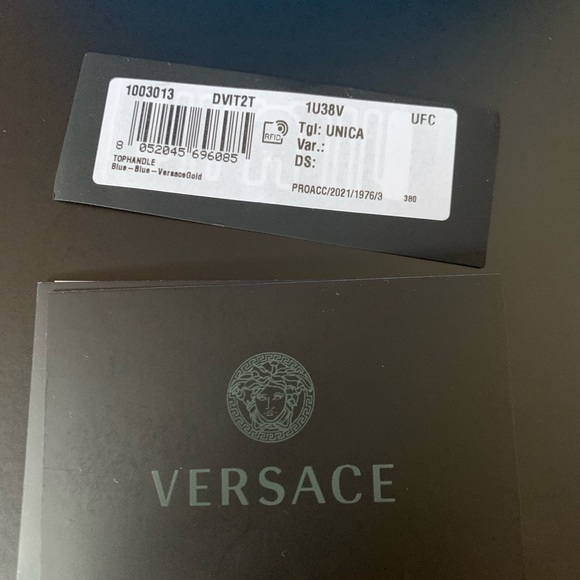 1003013 DVIT2T 1U38V UFC
8 052045 696085
RFID
Tgl: UNICA
Var.:
DS:
TOPHANDLE
Blue-Blue-VersaceGold
PROACC/2021/1976/3 380
VERSACE